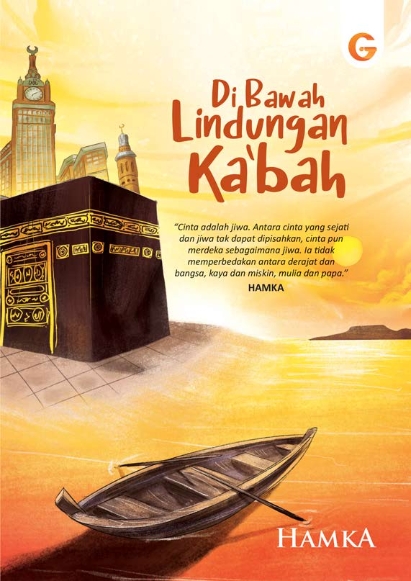 G
Di Bawah
Lindungan
Ka'bah
"Cinta adalah jiwa. Antara cinta yang sejati
dan jiwa tak dapat dipisahkan, cinta pun
merdeka sebagaimana jiwa. Ia tidak
memperbedakan antara derajat dan
bangsa, kaya dan miskin, mulia dan papa."
HAMKA
HAMKA